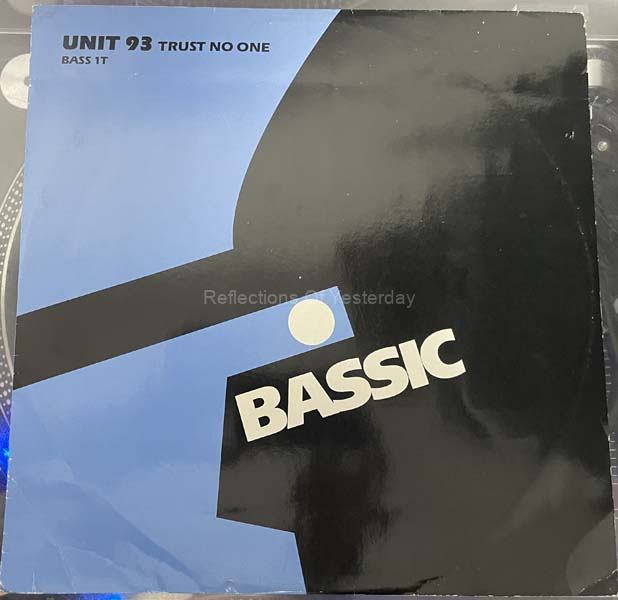 UNIT 93 TRUST NO ONE
BASS 1T
Reflections Of Yesterday
BASSIC